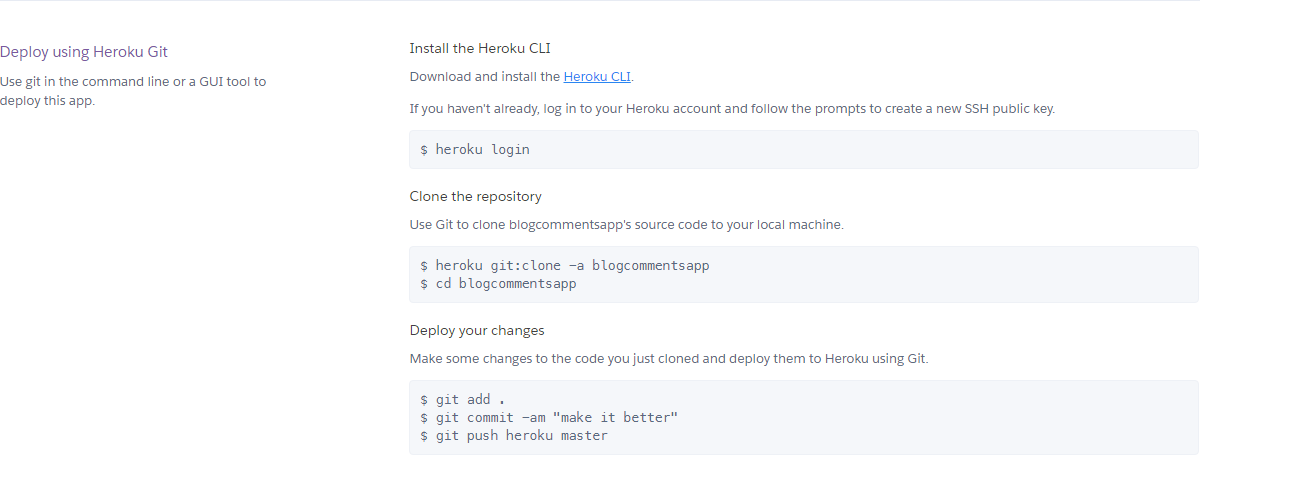 Deploy using Heroku Git
Use git in the command line or a GUI tool to
deploy this app.
Install the Heroku CLI
Download and install the Heroku CLI.
If you haven't already, log in to your Heroku account and follow the prompts to create a new SSH public key.
$ heroku login
Clone the repository
Use Git to clone blogcommentsapp's source code to your local machine.
$ heroku git:clone -a blogcommentsapp
$ cd blogcommentsapp
Deploy your changes
Make some changes to the code you just cloned and deploy them to Heroku using Git.
$ git add .
$ git commit -am "make it better"
$ git push heroku master